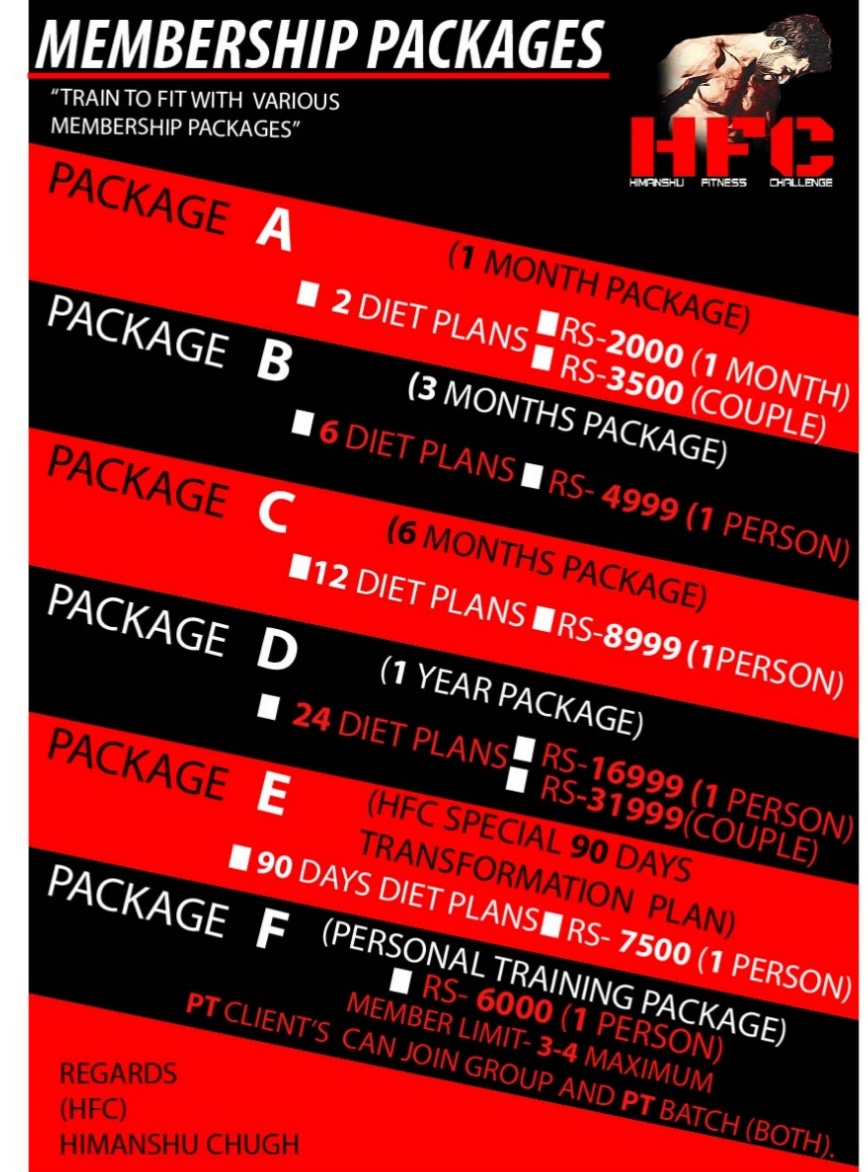 MEMBERSHIP PACKAGES
"TRAIN TO FIT WITH VARIOUS
MEMBERSHIP PACKAGES"
HFC
HIMANSHU FITNESS CHALLENGE
PACKAGE A
(1 MONTH PACKAGE)
2 DIET PLANS
RS-2000 (1 MONTH)
RS-3500 (COUPLE)
PACKAGE B
(3 MONTHS PACKAGE)
6 DIET PLANS RS- 4999 (1 PERSON)
PACKAGE C
(6 MONTHS PACKAGE)
12 DIET PLANS RS-8999 (1PERSON)
PACKAGE D
(1 YEAR PACKAGE)
24 DIET PLANS
RS-16999 (1 PERSON)
RS-31999(COUPLE)
PACKAGE E
(HFC SPECIAL 90 DAYS
TRANSFORMATION PLAN)
90 DAYS DIET PLANS RS- 7500 (1 PERSON)
PACKAGE F
(PERSONAL TRAINING PACKAGE)
RS- 6000 (1 PERSON)
MEMBER LIMIT- 3-4 MAXIMUM
PT CLIENT'S CAN JOIN GROUP AND PT BATCH (BOTH).
REGARDS
(HFC)
HIMANSHU CHUGH